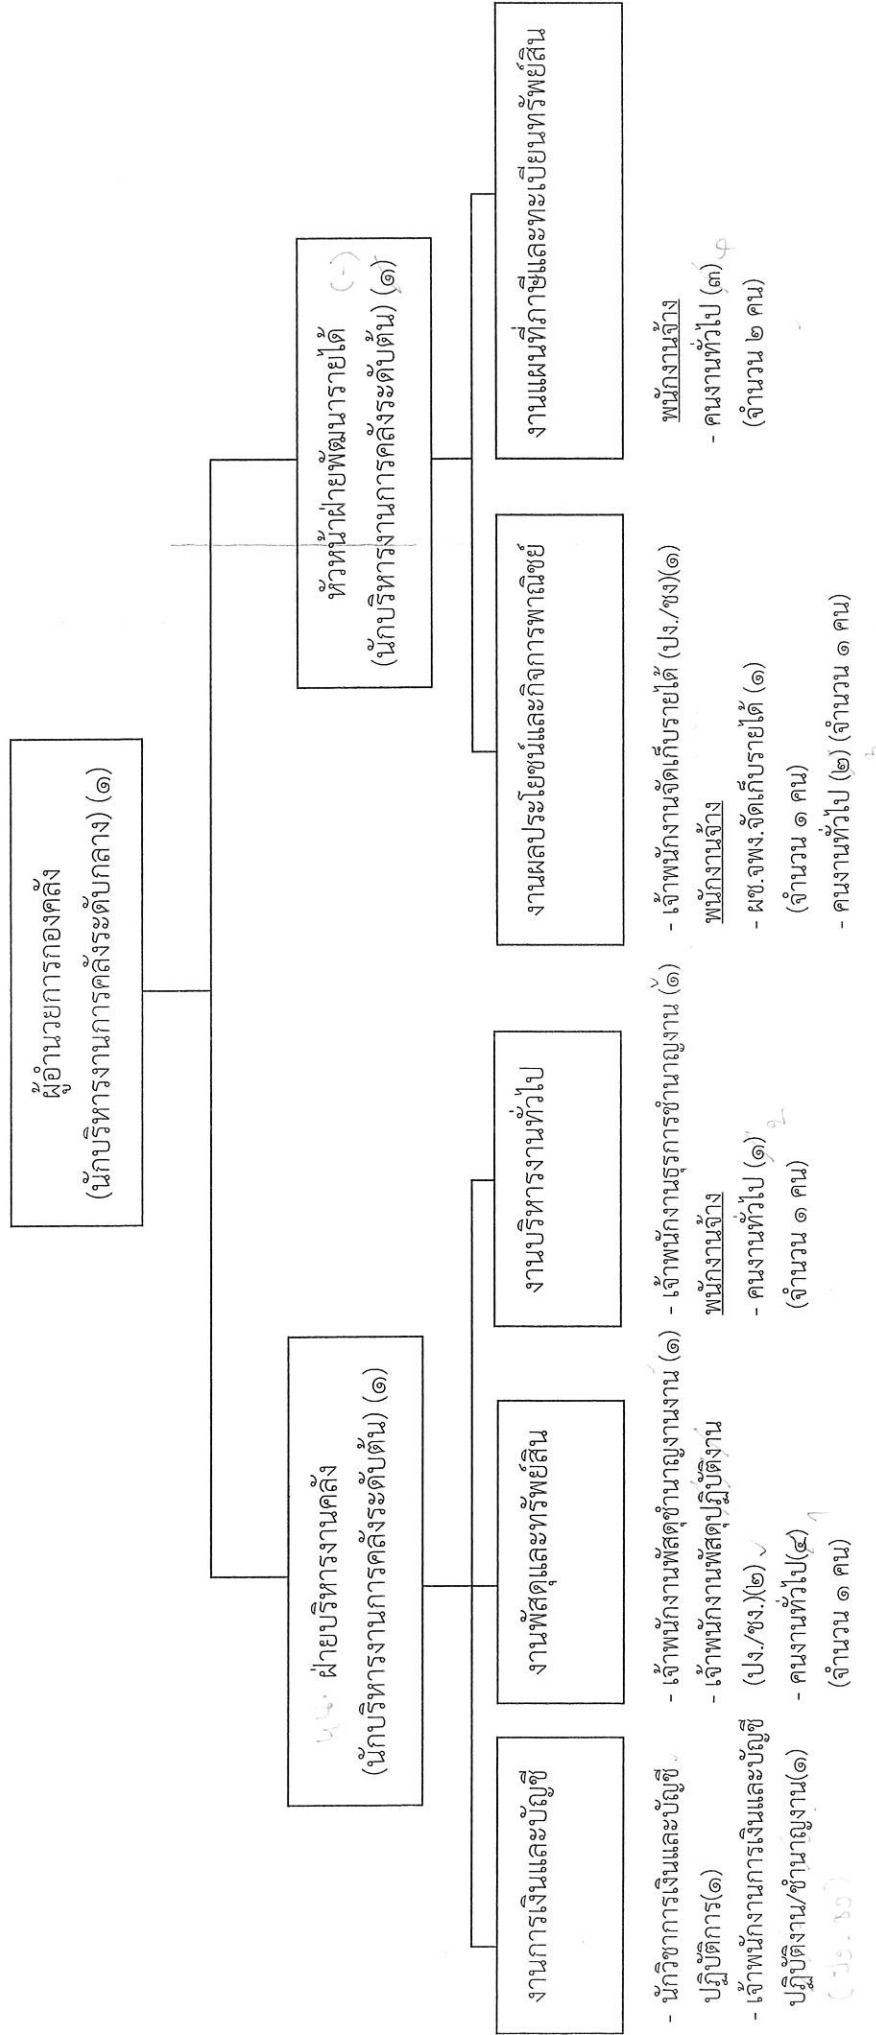 ผู้อำนวยการกองคลัง
(นักบริหารงานการคลังระดับกลาง) (๑)
ฝ่ายบริหารงานคลัง
(นักบริหารงานการคลังระดับต้น) (๑)
หัวหน้าฝ่ายพัฒนารายได้ (-)
(นักบริหารงานการคลังระดับต้น) (๑)
งานการเงินและบัญชี
- นักวิชาการเงินและบัญชี
ปฏิบัติการ(๑)
- เจ้าพนักงานการเงินและบัญชี
ปฏิบัติงาน/ชำนาญงาน(๑)
งานพัสดุและทรัพย์สิน
- เจ้าพนักงานพัสดุชำนาญงานงาน (๑)
- เจ้าพนักงานพัสดุปฏิบัติงาน
(ปง./ชง.)(๒)
- คนงานทั่วไป(๔)
(จำนวน ๑ คน)
งานบริหารงานทั่วไป
- เจ้าพนักงานธุรการชำนาญงาน (๑)
พนักงานจ้าง
- คนงานทั่วไป (๑)
(จำนวน ๑ คน)
งานผลประโยชน์และกิจการพาณิชย์
- เจ้าพนักงานจัดเก็บรายได้ (ปง./ชง)(๑)
พนักงานจ้าง
- ผช.จพง.จัดเก็บรายได้ (๑)
(จำนวน ๑ คน)
- คนงานทั่วไป (๒) (จำนวน ๑ คน)
งานแผนที่ภาษีและทะเบียนทรัพย์สิน
พนักงานจ้าง
- คนงานทั่วไป (๓)
(จำนวน ๒ คน)